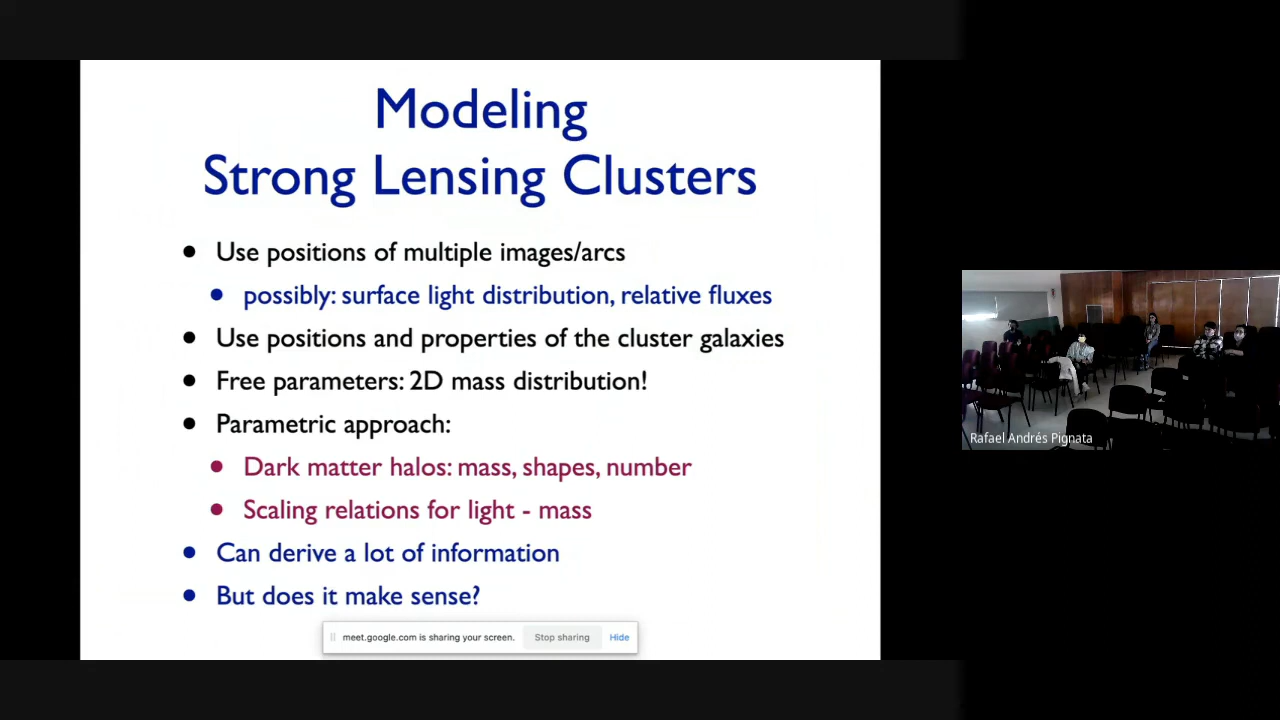 Modeling
Strong Lensing Clusters
• Use positions of multiple images/arcs
• possibly: surface light distribution, relative fluxes
• Use positions and properties of the cluster galaxies
• Free parameters: 2D mass distribution!
• Parametric approach:
• Dark matter halos: mass, shapes, number
• Scaling relations for light - mass
• Can derive a lot of information
• But does it make sense?
meet.google.com is sharing your screen. Stop sharing Hide
Rafael Andrés Pignata